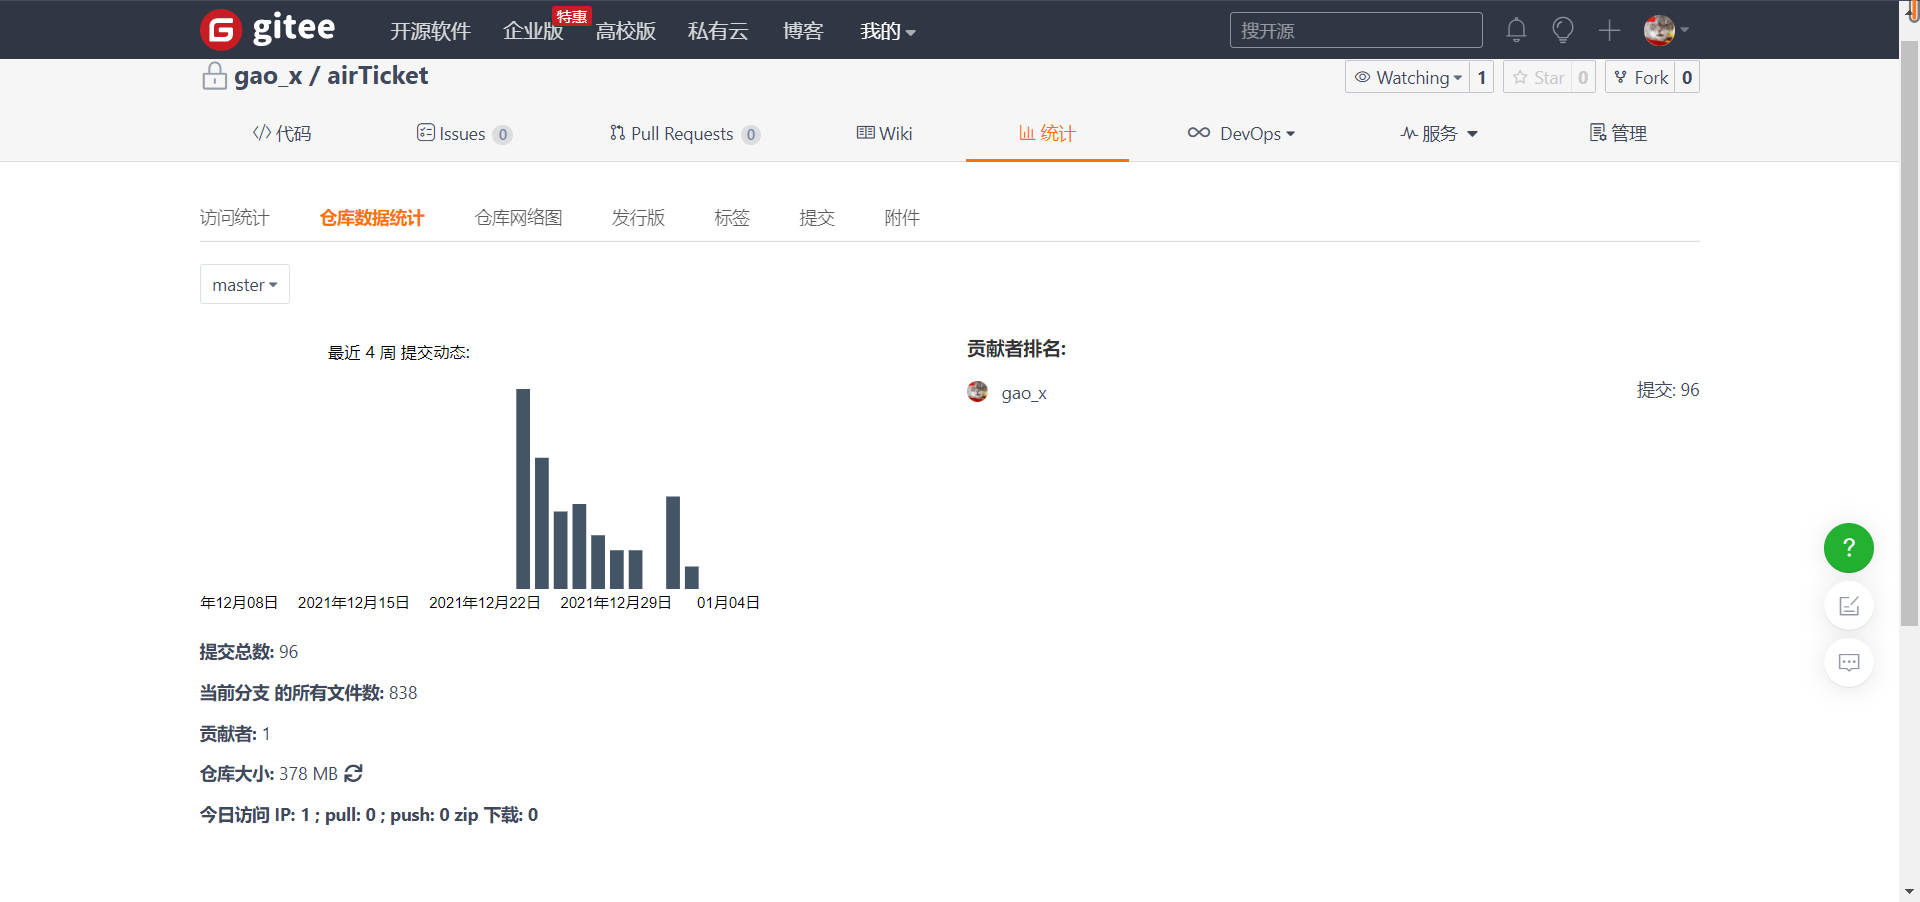 gitee 开源软件 企业版 特惠 高校版 私有云 博客 我的 搜开源
gao_x / airTicket Watching 1 Star 0 Fork 0
代码 Issues 0 Pull Requests 0 Wiki 统计 DevOps 服务 管理
访问统计 仓库数据统计 仓库网络图 发行版 标签 提交 附件
master
最近 4 周 提交动态:
年12月08日 2021年12月15日 2021年12月22日 2021年12月29日 01月04日
提交总数: 96
当前分支 的所有文件数: 838
贡献者: 1
仓库大小: 378 MB
今日访问 IP: 1 ; pull: 0 ; push: 0 zip 下载: 0
贡献者排名:
gao_x 提交: 96
?